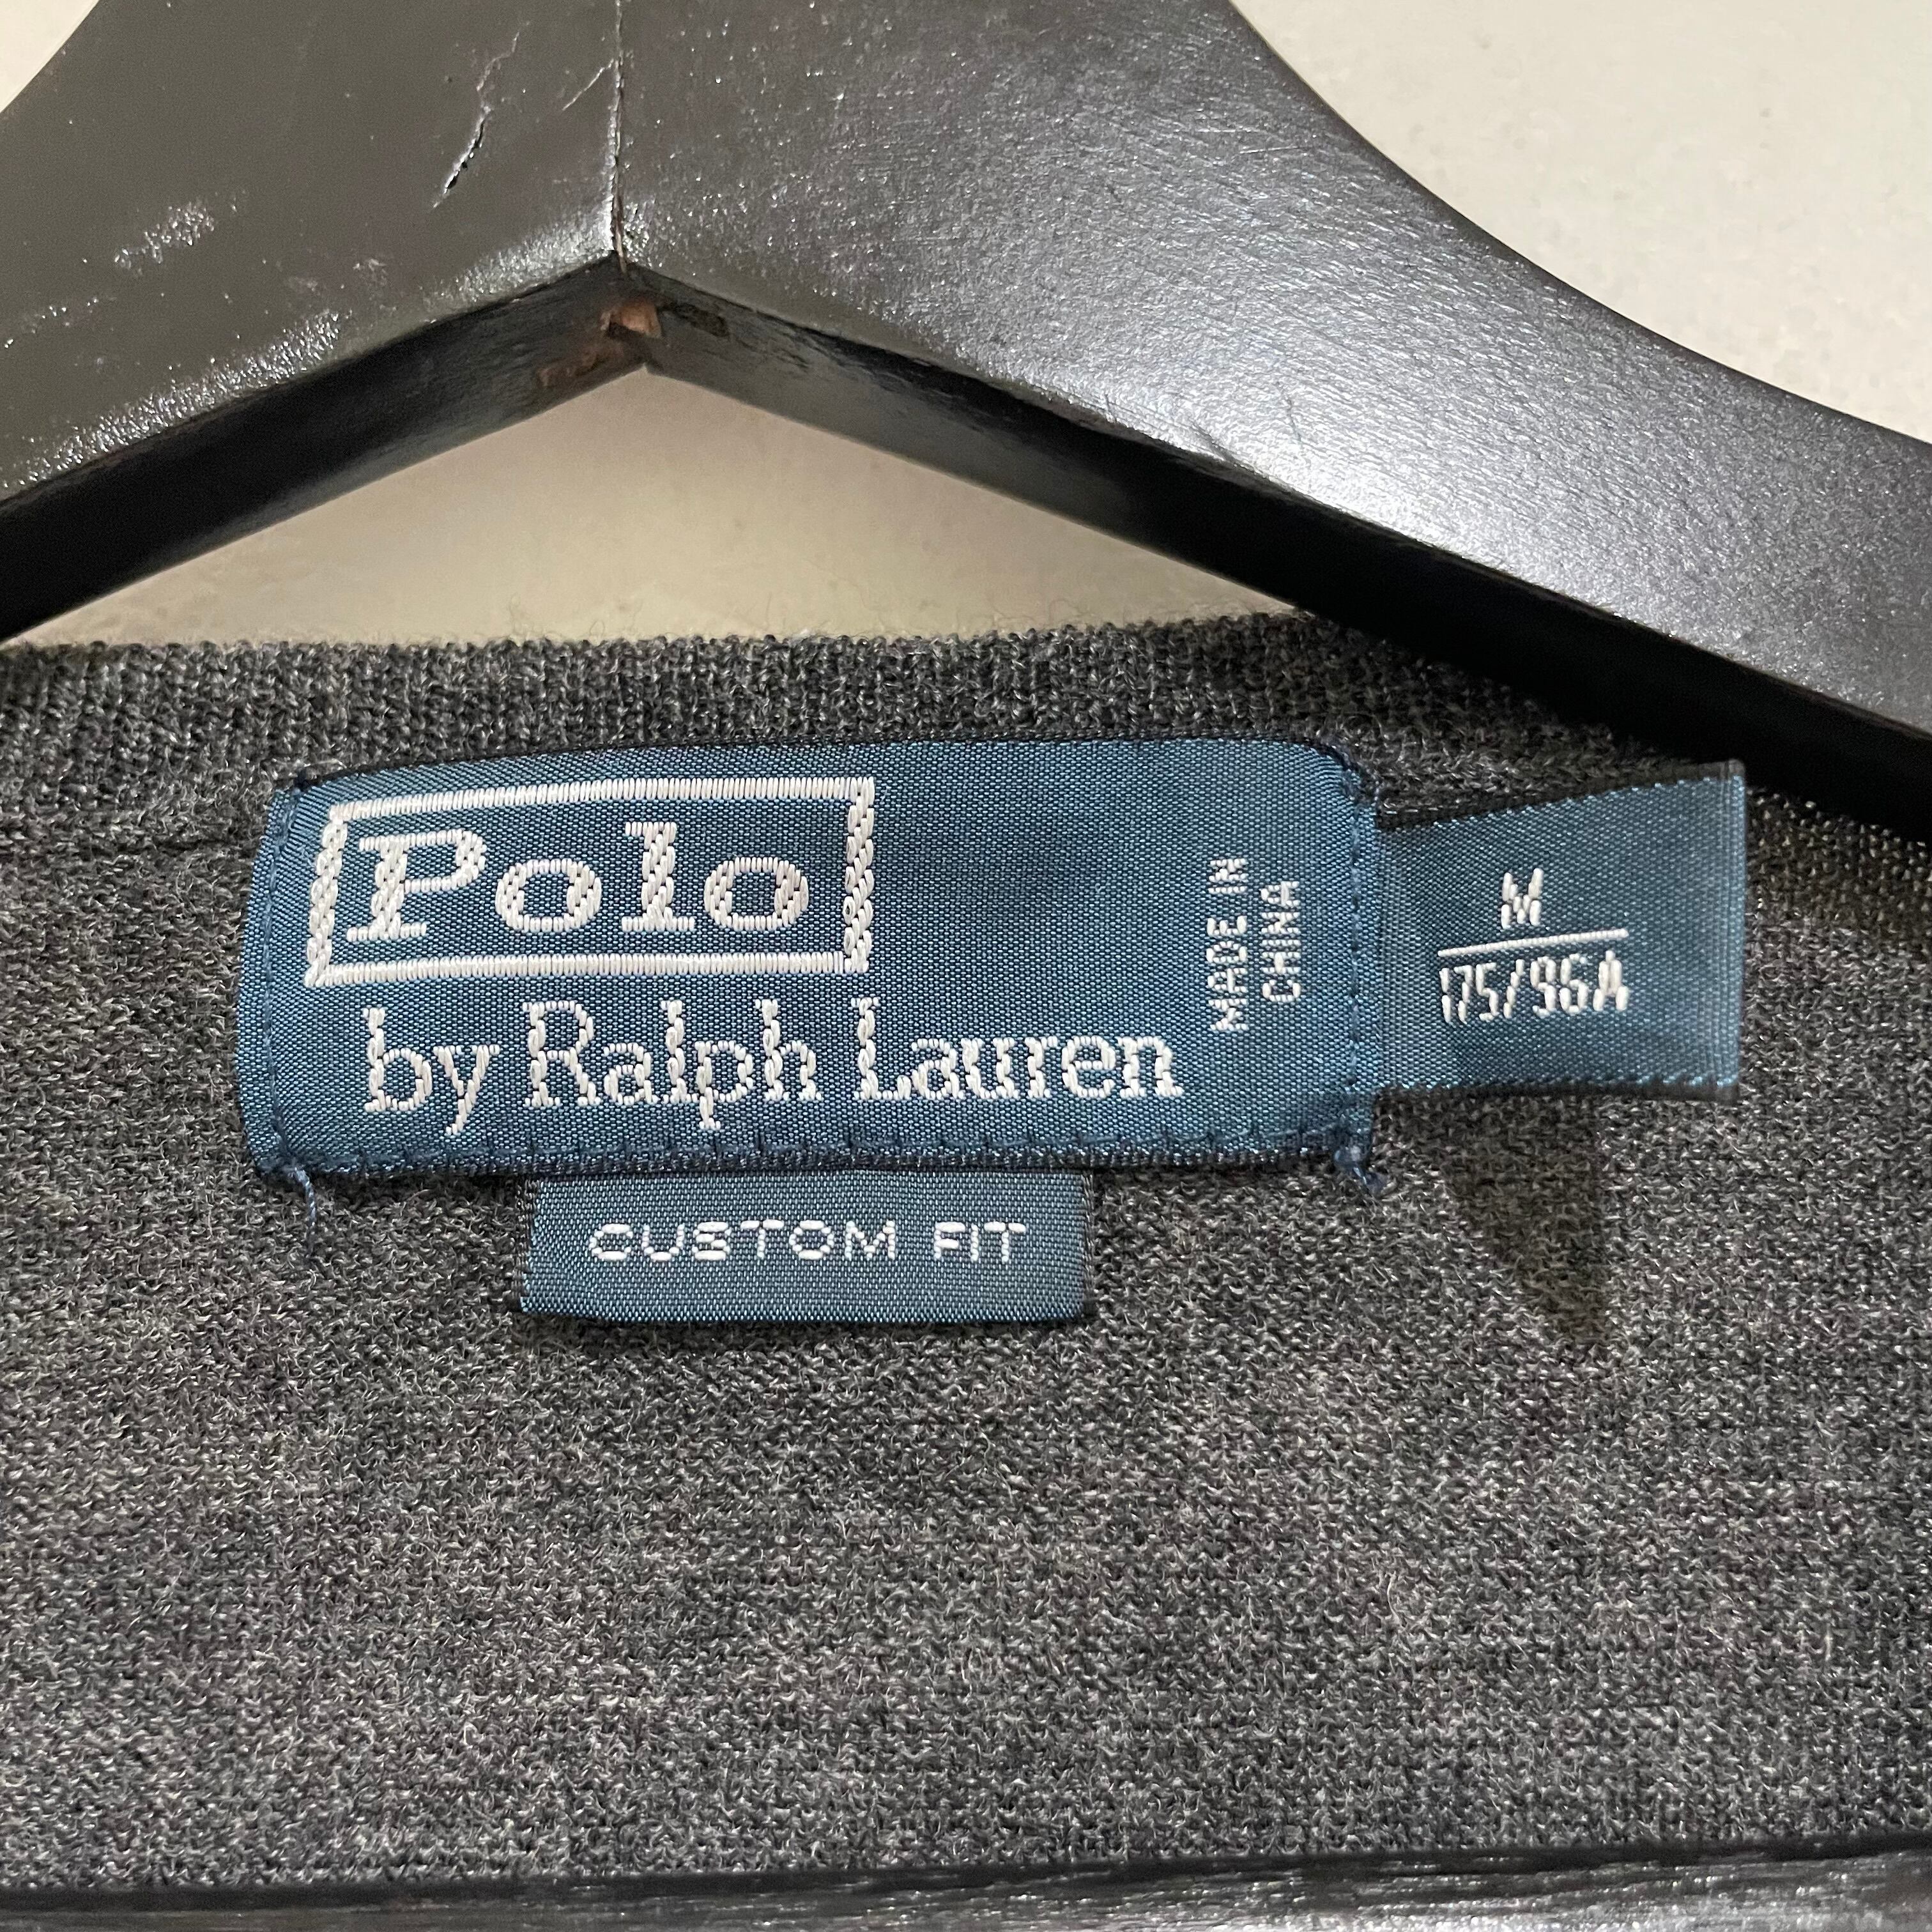 Polo
by Ralph Lauren
MADE IN
CHINA
M
175/96A
CUSTOM FIT